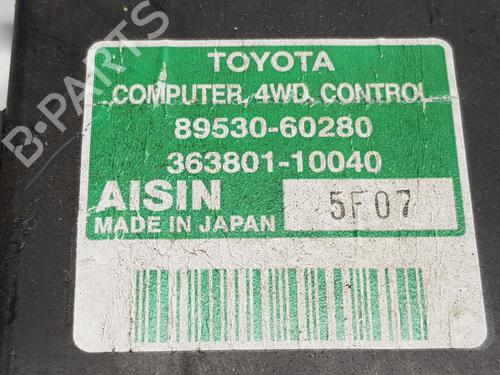 B-PARTS
TOYOTA
COMPUTER, 4WD, CONTROL
89530-60280
363801-10040
AISIN
5F07
MADE IN JAPAN